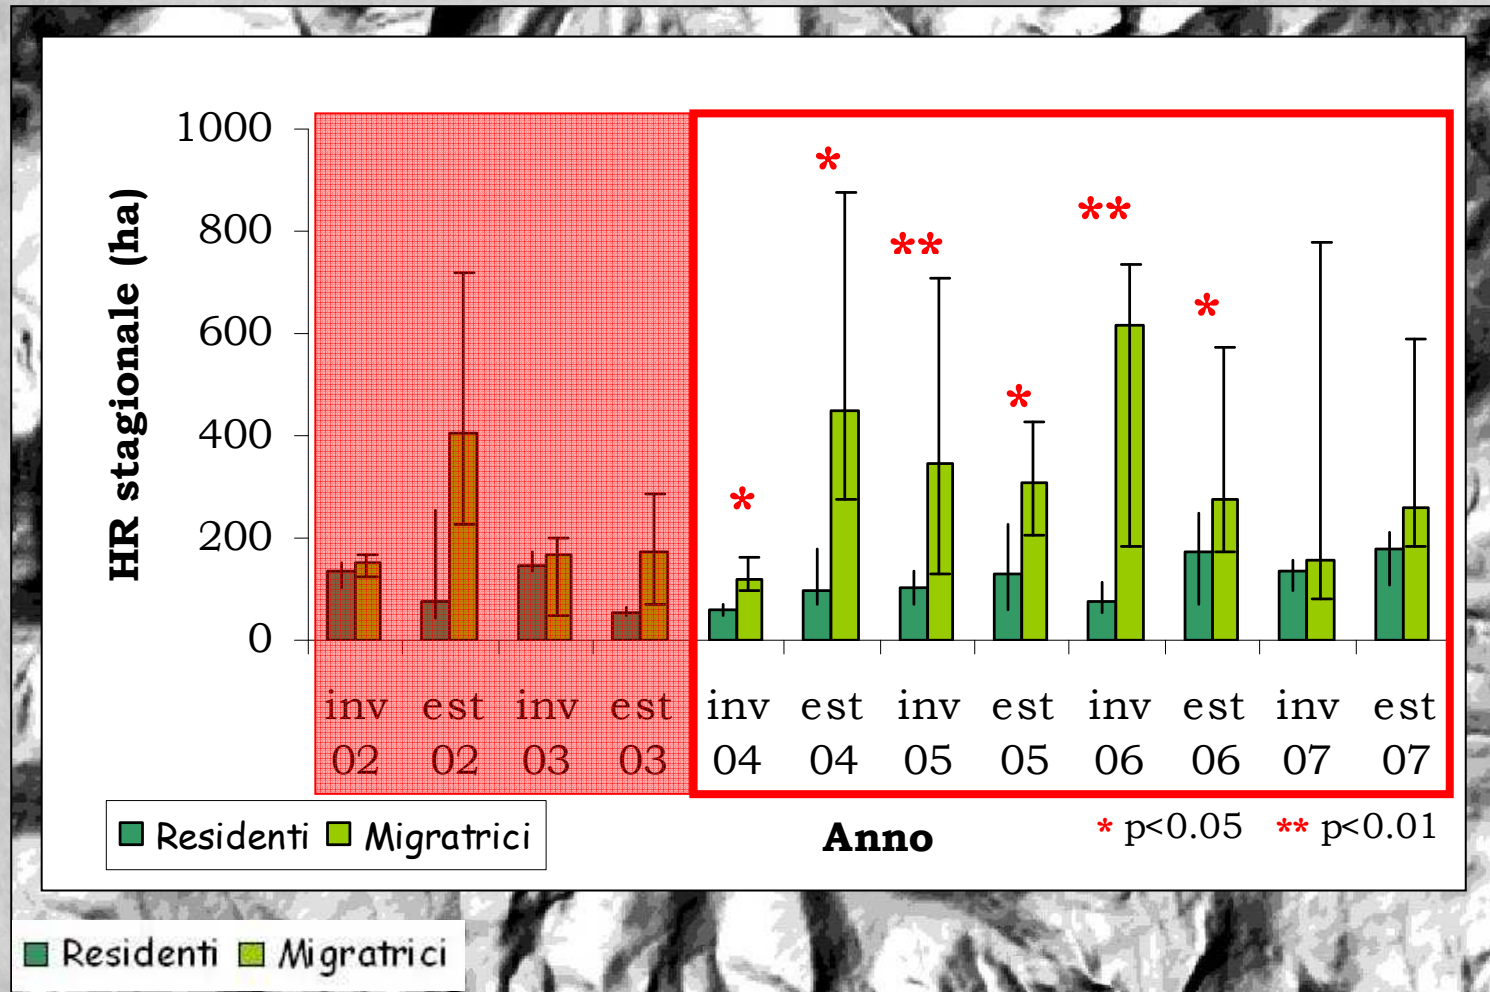 1000
800
600
400
200
0
HR stagionale (ha)
* * ** * ** *
inv est inv est inv est inv est inv est inv est
02 02 03 03 04 04 05 05 06 06 07 07
Residenti Migratrici
Anno
* p<0.05 ** p<0.01
Residenti Migratrici